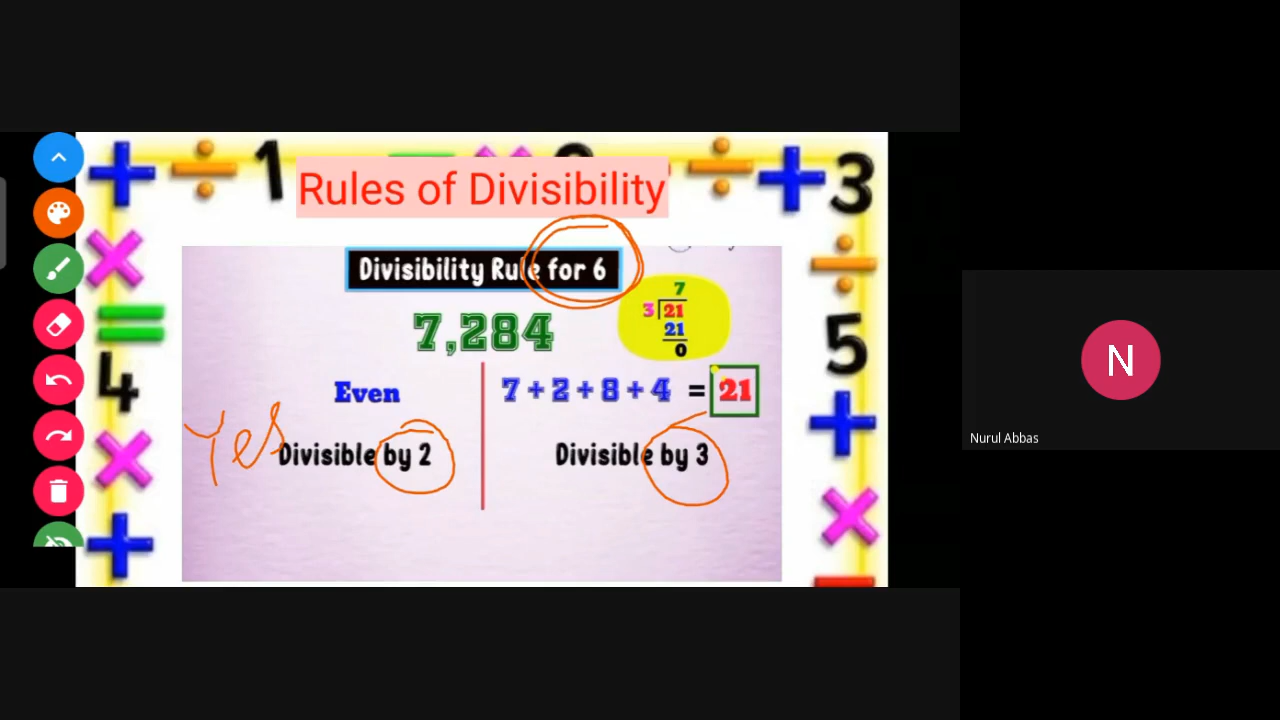 1
3
Rules of Divisibility
Divisibility Rule for 6
7
3 21
21
0
7,284
5
4
Even
7 + 2 + 8 + 4 = 21
Yes
Divisible by 2
Divisible by 3
N
Nurul Abbas